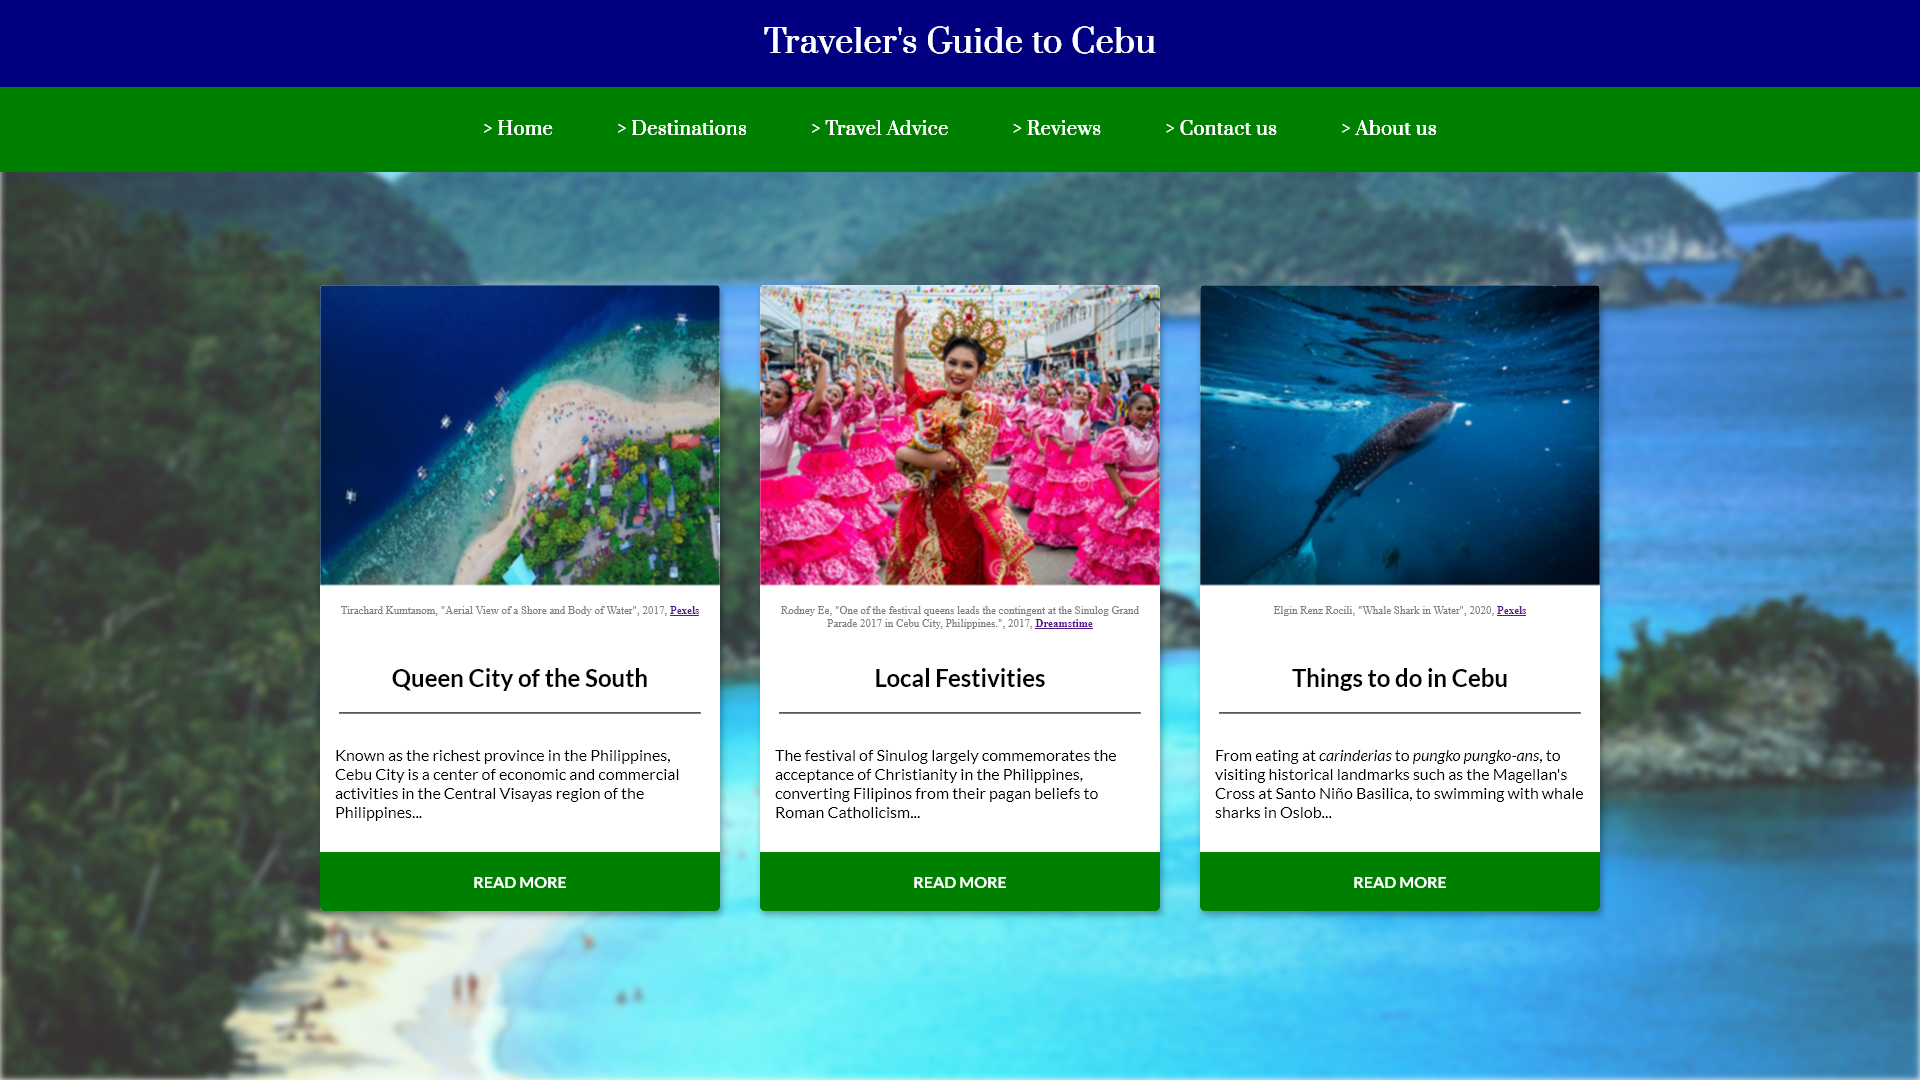 Traveler's Guide to Cebu
> Home
> Destinations
> Travel Advice
> Reviews
> Contact us
> About us
Tirachard Kumtanom, "Aerial View of a Shore and Body of Water", 2017, Pexels
Queen City of the South
Known as the richest province in the Philippines,
Cebu City is a center of economic and commercial
activities in the Central Visayas region of the
Philippines...
READ MORE
Rodney Ee, "One of the festival queens leads the contingent at the Sinulog Grand
Parade 2017 in Cebu City, Philippines.", 2017, Dreamstime
Local Festivities
The festival of Sinulog largely commemorates the
acceptance of Christianity in the Philippines,
converting Filipinos from their pagan beliefs to
Roman Catholicism...
READ MORE
Elgin Renz Rocili, "Whale Shark in Water", 2020, Pexels
Things to do in Cebu
From eating at carinderias to pungko pungko-ans, to
visiting historical landmarks such as the Magellan's
Cross at Santo Niño Basilica, to swimming with whale
sharks in Oslob...
READ MORE